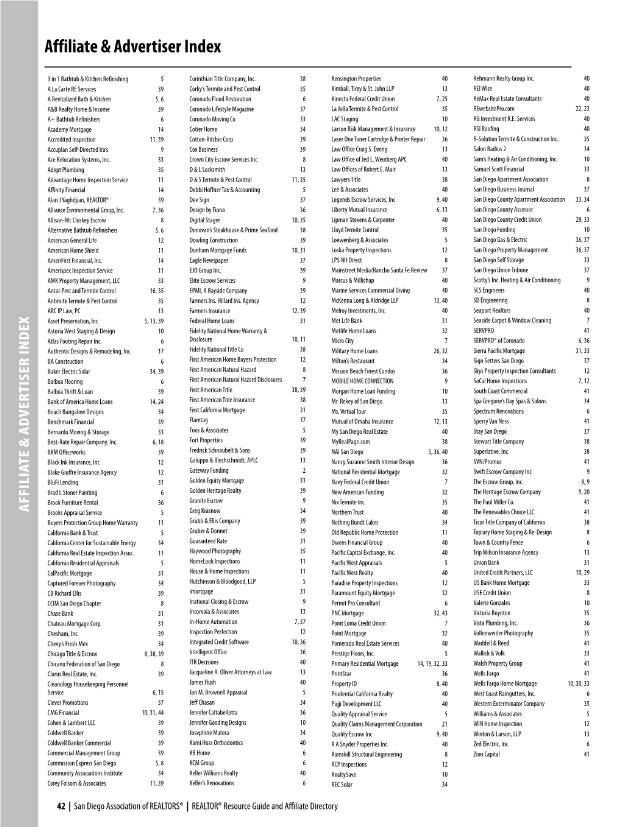 Affiliate & Advertiser Index
3 in 1 Bathtub & Kitchen Refinishing 5
A La Carte RE Services 39
A Revitalized Bath & Kitchen 5, 6
A&B Realty Home & Income 39
A+ Bathtub Refinishers 6
Academy Mortgage 14
Accredited Inspection 11, 39
Accuplan Self-Directed Iras 9
Ace Relocation Systems, Inc. 33
Adept Plumbing 35
Advantage Home Inspection Service 11
Affinity Financial 14
Alan J Naghdjian, REALTOR® 39
Alliance Environmental Group, Inc. 7, 36
Allison-Mc Closkey Escrow 8
Alternative Bathtub Refinishers 5, 6
American General Life 12
American Home Shield 11
AmeriFirst Financial, Inc. 14
Amerispec Inspection Service 11
AMK Property Management, LLC 33
Antac Pest and Termite Control 16, 35
Antimite Termite & Pest Control 35
ARC IP Law, PC 13
Asset Preservation, Inc 5, 13, 39
Astoria West Staging & Design 10
Atlas Footing Repair Inc. 6
Authentic Designs & Remodeling, Inc 17
BA Construction 6
Baker Electric Solar 34, 39
Balboa Flooring 6
Balboa Thrift & Loan 39
Bank of America Home Loans 14, 24
Beach Bungalow Designs 34
Benchmark Financial 39
Bernardo Moving & Storage 33
Best-Rate Repair Company, Inc 6, 18
BHM Officeworks 39
Black Ink Insurance, Inc. 12
Blake Graffee Insurance Agency 12
Blufi Lending 31
Brad E Stoner Painting 6
Brook Furniture Rental 36
Brooks Appraisal Service 5
Buyers Protection Group Home Warranty 11
California Bank & Trust 5
California Center for Sustainable Energy 34
California Real Estate Inspection Assoc. 11
California Residential Appraisals 5
CalPacific Mortgage 31
Captured Forever Photography 34
CB Richard Ellis 39
CCIM San Diego Chapter 8
Chase Bank 31
Chateau Mortgage Corp. 31
Chesham, Inc. 39
Chevy's Fresh Mex 34
Chicago Title & Escrow 8, 38, 39
Chicano Federation of San Diego 8
Clarus Real Estate, Inc. 39
Cleanology Housekeeping Personnel
Service 6, 15
Clever Promotions 37
CMG Financial 10, 31, 44
Cohen & Lambert LLC 39
Coldwell Banker 39
Coldwell Banker Commercial 39
Commercial Management Group 39
Commission Express San Diego 5, 8
Community Associations Institute 34
Corey Folsom & Associates 11, 39
Corinthian Title Company, Inc. 38
Corky's Termite and Pest Control 35
Coronado Flood Restoration 6
Coronado Lifestyle Magazine 37
Coronado Moving Co 33
Cotier Home 34
Cotton-Ritchie Corp. 39
Cox Business 39
Crown City Escrow Services Inc 8
D & L Locksmith 13
D & S Termite & Pest Control 11, 35
Debbi Hoffner Tax & Accounting 5
Dee Sign 37
Design by Fiona 36
Digital Stager 10, 35
Donovan's Steakhouse & Prime Seafood 38
Dowling Construction 39
Dunham Mortgage Funds 10, 31
Eagle Newspaper 37
EJO Group Inc. 39
Elite Escrow Services 9
EPMR, K Bayside Company 39
Farmers Ins. Hillard Ins. Agency 12
Farmers Insurance 12, 39
Federal Home Loans 31
Fidelity National Home Warranty &
Disclosure 10, 11
Fidelity National Title Co 38
First American Home Buyers Protection 12
First American Natural Hazard 8
First American Natural Hazard Disclosures 7
First American Title 38, 39
First American Title Insurance 38
First California Mortgage 31
Flametag 37
Foos & Associates 5
Fort Properties 39
Fredrick Schnaubelt & Sons 39
Galuppo & Blechschmidt, APLC 13
Gateway Funding 2
Golden Equity Mortgage 31
Golden Heritage Realty 39
Granite Escrow 9
Greg Krasnow 34
Grubb & Ellis Company 39
Gruber & Donnet 39
Guaranteed Rate 31
Haywood Photography 35
HomeLook Inspections 11
House & Home Inspections 11
Hutchinson & Bloodgood, LLP 5
imortgage 31
Inational Closing & Escrow 9
Incorvaia & Associates 13
In-Home Automation 7, 37
Inspection Perfection 12
Integrated Credit Software 10, 36
Intelligent Office 36
ITR Decisions 40
Jacqueline R. Oliver Attorneys at Law 13
James Hush 40
Jan M. Brownell Appraisal 5
Jeff Chasan 34
Jennifer Caltabellotta 36
Jennifer Gooding Designs 10
Josephine Matera 34
Kami Hoss Orthodontics 40
KB Home 6
KCM Group 6
Keller Williams Realty 40
Keller's Renovations 6
Kensington Properties 40
Kimball, Tirey & St. John LLP 13
Kinecta Federal Credit Union 7, 25
La Jolla Termite & Pest Control 35
LAC Staging 10
Larson Risk Management & Insurance 10, 12
Laser One Toner Cartridge & Printer Repair 36
Law Office Craig S. Ewing 13
Law Office of Jed L. Weinberg APC 40
Law Offices of Robert E. Muir 13
Lawyers Title 38
Lee & Associates 40
Legends Escrow Services, Inc 9, 40
Liberty Mutual Insurance 6, 13
Lipman Stevens & Carpenter 40
Lloyd Termite Control 35
Loewenberg & Associates 5
Loska Property Inspections 12
LPS NH Direct 8
Mainstreet Media/Rancho Santa Fe Review 37
Marcus & Millichap 40
Marine Services Commercial Diving 40
McKenna Long & Aldridge LLP 13, 40
Melroy Investments, Inc. 40
Met Life Bank 31
Metlife Home Loans 32
Micro City 7
Military Home Loans 26, 32
Milton's Restaurant 34
Mission Beach Forest Condo 36
MOBILE HOME CONNECTION 9
Morgan Home Loan Funding 10
Mr. Rekey of San Diego 13
Ms. Virtual Tour 35
Mutual of Omaha Insurance 12, 13
My San Diego Real Estate 40
MyRealPage.com 38
NAI San Diego 5, 36, 40
Nancy Suzanne Smith Interior Design 36
National Residential Mortgage 32
Navy Federal Credit Union 7
New American Funding 32
Nix Termite Inc 35
Northern Trust 40
Nothing Bundt Cakes 34
Old Republic Home Protection 11
Owens Financial Group 40
Pacific Capital Exchange, Inc. 40
Pacific West Appraisals 5
Pacific West Realty 40
Paradise Property Inspections 12
Paramount Equity Mortgage 32
Permit Pro Consultant 6
PNC Mortgage 32, 43
Point Loma Credit Union 7
Point Mortgage 32
Pomerado Real Estate Services 40
Prestige Floors, Inc. 5
Primary Residential Mortgage 14, 19, 32, 33
PrintStar 36
Property ID 8, 40
Prudential California Realty 40
Pujji Development LLC 40
Quality Appraisal Service 5
Quality Claims Management Corporation 21
Quality Escrow Inc 9, 40
R A Snyder Properties Inc. 40
Ramskill Structural Engineering 8
RCP Inspections 12
RealtySavo 10
REC Solar 34
Rehmann Realty Group Inc. 40
REI Wire 40
ReMax Real Estate Consultants 40
REwebsitePro.com 22, 23
RG Investment R.E. Services 40
RSI Roofing 40
R-Solution Termite & Construction Inc. 35
Salon Radius 2 34
Sam's Heating & Air Conditioning, Inc. 10
Samuel Scott Financial 31
San Diego Apartment Association 8
San Diego Business Journal 37
San Diego County Apartment Association 33, 34
San Diego County Assessor 6
San Diego County Credit Union 28, 33
San Diego Funding 10
San Diego Gas & Electric 36, 37
San Diego Property Management 36, 37
San Diego Self Storage 33
San Diego Union Tribune 37
Scotty's Inc. Heating & Air Conditioning 9
SCS Engineers 40
SD Engineering 8
Seaport Realtors 40
Seaside Carpet & Window Cleaning 7
SERVPRO 41
SERVPRO® of Coronado 6, 36
Sierra Pacific Mortgage 31, 33
Sign Setters San Diego 37
Skys Property Inspection Consultants 12
SoCal Home Inspections 7, 12
South Coast Commercial 41
Spa Gregorie's Day Spas & Salons 34
Spectrum Renovations 6
Sperry Van Ness 41
Stay San Diego 37
Stewart Title Company 38
Superlative, Inc. 38
SVN/Promus 41
Swift Escrow Company Inc 9
The Escrow Group, Inc. 8, 9
The Heritage Escrow Company 9, 20
The Paul Miller Co. 41
The Renewables Choice LLC 41
Ticor Title Company of California 38
Topiary Home Staging & Re-Design 8
Town & Country Fence 6
Trip Wilson Insurance Agency 13
Union Bank 31
United Credit Partners, LLC 10, 29
US Bank Home Mortgage 33
USE Credit Union 8
Valerie Gonzales 10
Victoria Boynton 35
Vista Plumbing, Inc. 36
Vollenweider Photography 35
Waddell & Reed 41
Wallick & Volk 33
Walsh Property Group 41
Wells Fargo 41
Wells Fargo Home Mortgage 10, 30, 33
West Coast Raingutters, Inc. 6
Western Exterminator Company 35
Williams & Associates 5
WIN Home Inspection 12
Winton & Larson, LLP 13
Zed Electric, Inc. 6
Zinn Capital 41
AFFILIATE & ADVERTISER INDEX
42 | San Diego Association of REALTORS® | REALTOR® Resource Guide and Affiliate Directory